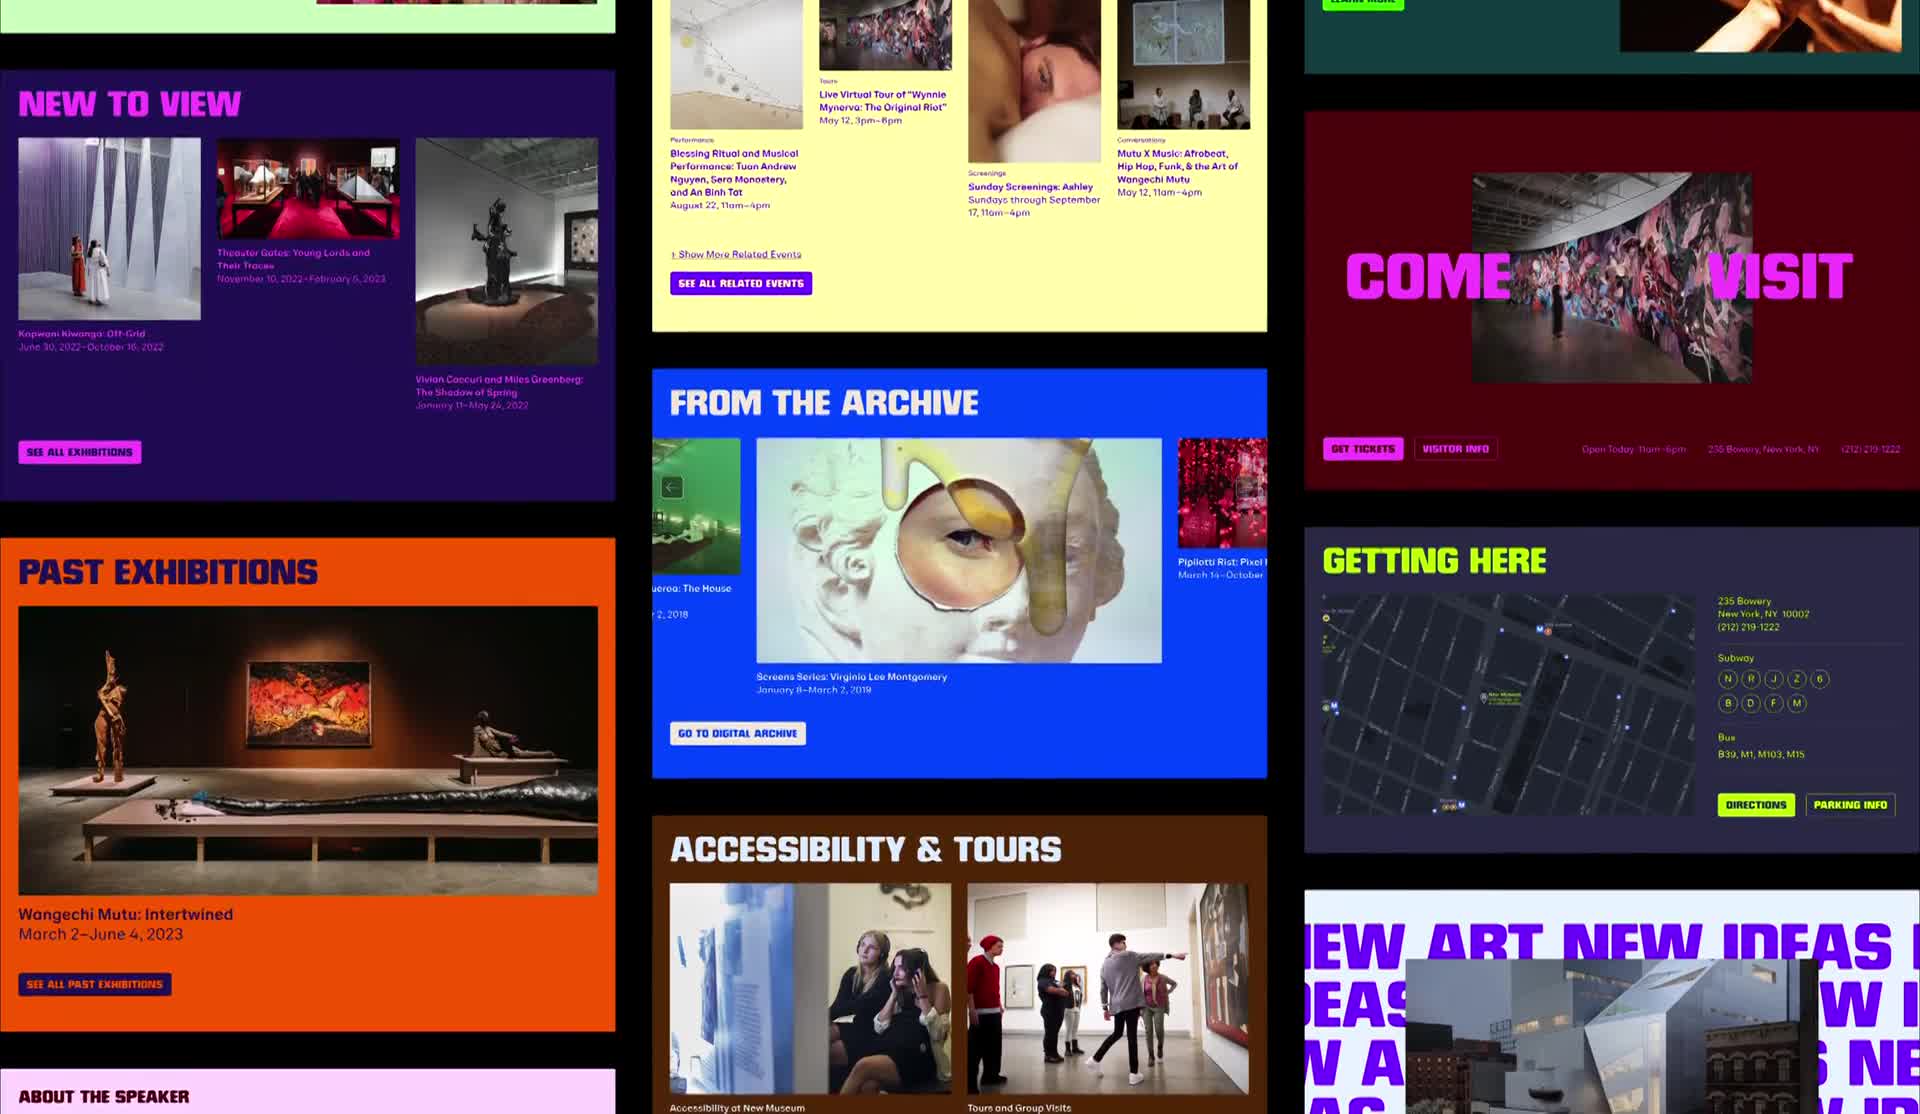 NEW TO VIEW
Kapwani Kiwanga: Off-Grid
June 30, 2022–October 16, 2022
Theaster Gates: Young Lords and
Their Traces
November 10, 2022–February 5, 2023
Vivian Caccuri and Miles Greenberg:
The Shadow of Spring
January 11–May 24, 2022
SEE ALL EXHIBITIONS
PAST EXHIBITIONS
Wangechi Mutu: Intertwined
March 2–June 4, 2023
SEE ALL PAST EXHIBITIONS
ABOUT THE SPEAKER
Performance
Blessing Ritual and Musical
Performance: Tuan Andrew
Nguyen, Sera Monastery,
and An Binh Tat
August 22, 11am–4pm
Tours
Live Virtual Tour of "Wynnie
Mynerva: The Original Riot"
May 12, 3pm–6pm
Screenings
Sunday Screenings: Ashley
Sundays through September
17, 11am–4pm
Conversations
Mutu X Music: Afrobeat,
Hip Hop, Funk, & the Art of
Wangechi Mutu
May 12, 11am–4pm
+ Show More Related Events
SEE ALL RELATED EVENTS
FROM THE ARCHIVE
ueroa: The House
2, 2018
Screens Series: Virginia Lee Montgomery
January 8–March 2, 2019
Pipilotti Rist: Pixel
March 14–October
GO TO DIGITAL ARCHIVE
ACCESSIBILITY & TOURS
Accessibility at New Museum
Tours and Group Visits
LEARN MORE
COME VISIT
GET TICKETS
VISITOR INFO
Open Today 11am–6pm
235 Bowery, New York, NY
(212) 219-1222
GETTING HERE
235 Bowery
New York, NY 10002
(212) 219-1222
Subway
N R J Z 6
B D F M
Bus
B39, M1, M103, M15
DIRECTIONS
PARKING INFO
NEW ART NEW IDEAS
DEAS W I
W A S NE